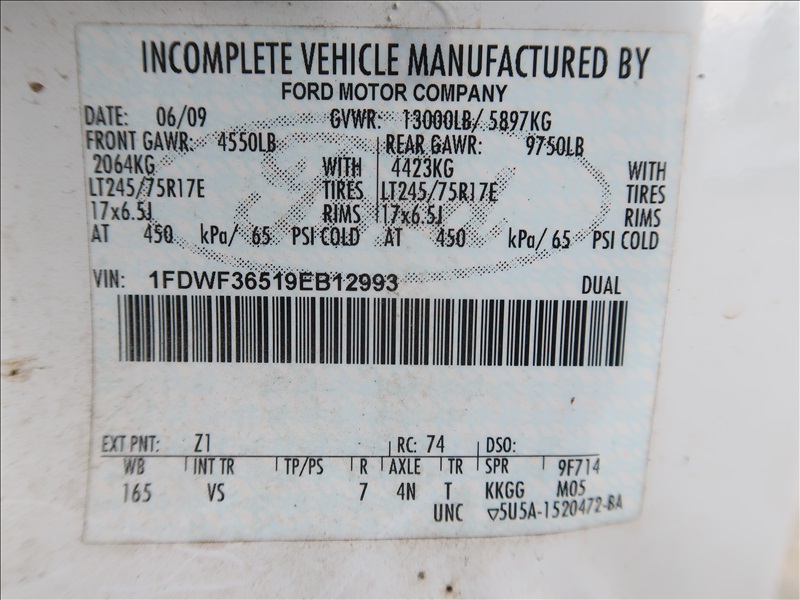 INCOMPLETE VEHICLE MANUFACTURED BY
FORD MOTOR COMPANY
DATE: 06/09 GVWR: 13000LB/ 5897KG
FRONT GAWR: 4550LB REAR GAWR: 9750LB
2064KG WITH 4423KG WITH
LT245/75R17E TIRES LT245/75R17E TIRES
17x6.5J RIMS 17x6.5J RIMS
AT 450 kPa/ 65 PSI COLD AT 450 kPa/ 65 PSI COLD
VIN: 1FDWF36519EB12993 DUAL
EXT PNT: Z1 RC: 74 DSO:
WB INT TR TP/PS R AXLE TR SPR 9F714
165 VS 7 4N T KKGG M05
UNC ▽5U5A-1520472-BA